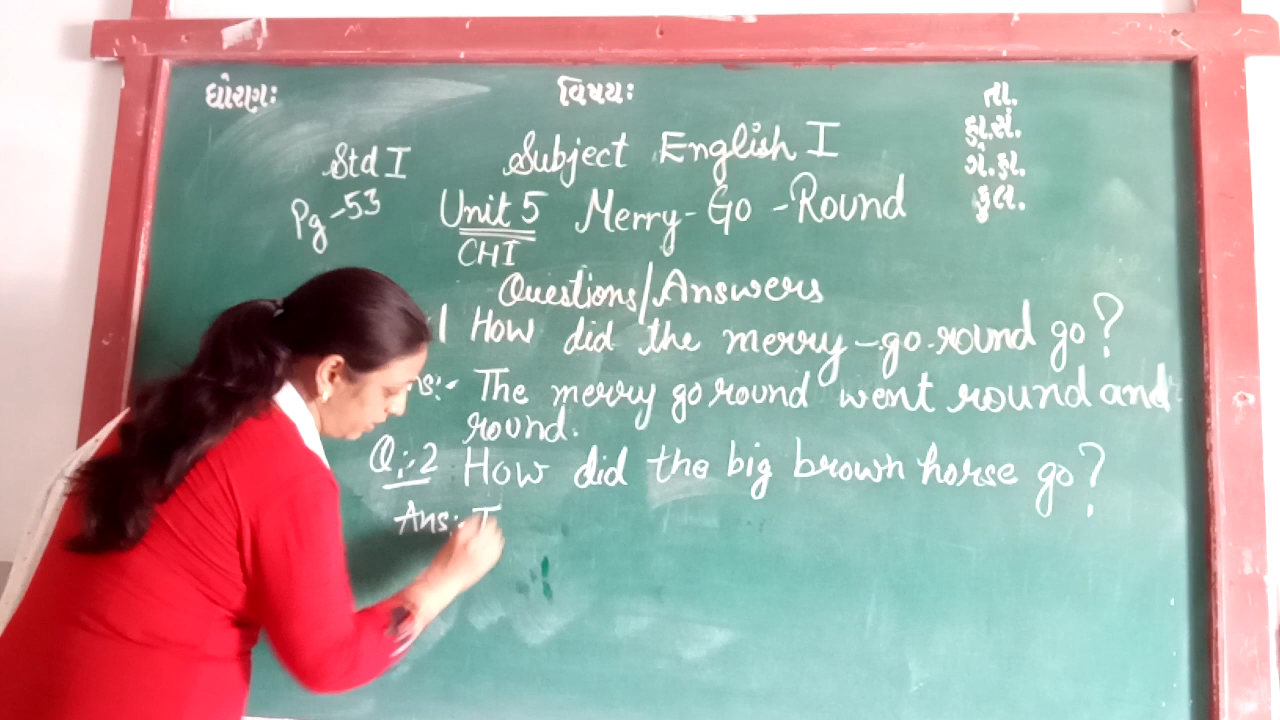 ધોરણઃ વિષયઃ તા.
હા.સં.
Std I Subject English I ગે.હા.
Pg-53 Unit 5 Merry-Go-Round કુલ.
CHI
Questions/Answers
1 How did the merry-go-round go?
ns:- The merry go round went round and
round.
Q:-2 How did the big brown horse go?
Ans:- T